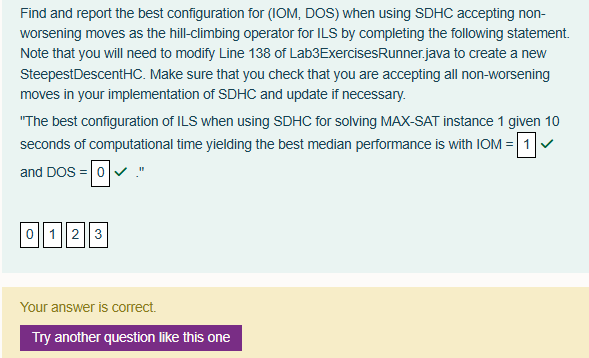 Find and report the best configuration for (IOM, DOS) when using SDHC accepting non-
worsening moves as the hill-climbing operator for ILS by completing the following statement.
Note that you will need to modify Line 138 of Lab3ExercisesRunner.java to create a new
SteepestDescentHC. Make sure that you check that you are accepting all non-worsening
moves in your implementation of SDHC and update if necessary.
"The best configuration of ILS when using SDHC for solving MAX-SAT instance 1 given 10
seconds of computational time yielding the best median performance is with IOM = 1 ✓
and DOS = 0 ✓ ."
0 1 2 3
Your answer is correct.
Try another question like this one